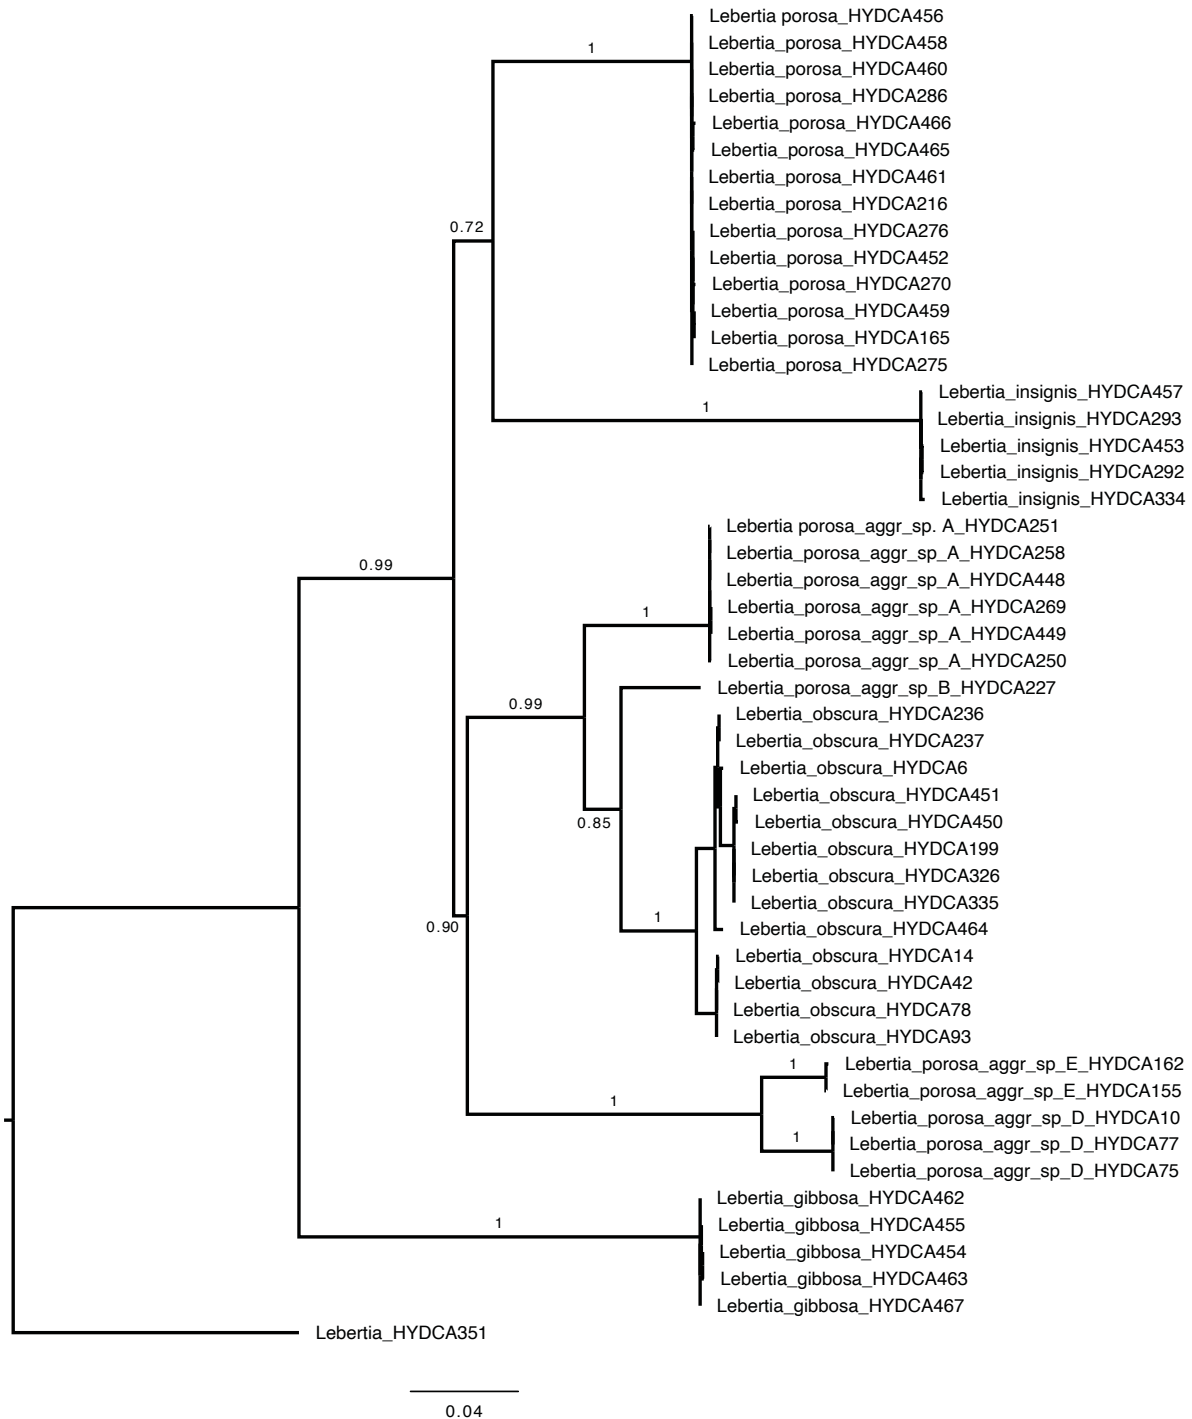 Lebertia porosa_HYDCA456
Lebertia_porosa_HYDCA458
1
Lebertia_porosa_HYDCA460
Lebertia_porosa_HYDCA286
Lebertia_porosa_HYDCA466
Lebertia_porosa_HYDCA465
Lebertia_porosa_HYDCA461
Lebertia_porosa_HYDCA216
0.72
Lebertia_porosa_HYDCA276
Lebertia_porosa_HYDCA452
Lebertia_porosa_HYDCA270
Lebertia_porosa_HYDCA459
Lebertia_porosa_HYDCA165
Lebertia_porosa_HYDCA275
Lebertia_insignis_HYDCA457
1
Lebertia_insignis_HYDCA293
Lebertia_insignis_HYDCA453
Lebertia_insignis_HYDCA292
Lebertia_insignis_HYDCA334
Lebertia porosa_aggr_sp. A_HYDCA251
Lebertia_porosa_aggr_sp_A_HYDCA258
0.99
Lebertia_porosa_aggr_sp_A_HYDCA448
Lebertia_porosa_aggr_sp_A_HYDCA269
1
Lebertia_porosa_aggr_sp_A_HYDCA449
Lebertia_porosa_aggr_sp_A_HYDCA250
Lebertia_porosa_aggr_sp_B_HYDCA227
0.99
Lebertia_obscura_HYDCA236
Lebertia_obscura_HYDCA237
Lebertia_obscura_HYDCA6
Lebertia_obscura_HYDCA451
Lebertia_obscura_HYDCA450
0.85
Lebertia_obscura_HYDCA199
Lebertia_obscura_HYDCA326
Lebertia_obscura_HYDCA335
1
0.90
Lebertia_obscura_HYDCA464
Lebertia_obscura_HYDCA14
Lebertia_obscura_HYDCA42
Lebertia_obscura_HYDCA78
Lebertia_obscura_HYDCA93
1
Lebertia_porosa_aggr_sp_E_HYDCA162
Lebertia_porosa_aggr_sp_E_HYDCA155
1
Lebertia_porosa_aggr_sp_D_HYDCA10
1
Lebertia_porosa_aggr_sp_D_HYDCA77
Lebertia_porosa_aggr_sp_D_HYDCA75
Lebertia_gibbosa_HYDCA462
1
Lebertia_gibbosa_HYDCA455
Lebertia_gibbosa_HYDCA454
Lebertia_gibbosa_HYDCA463
Lebertia_gibbosa_HYDCA467
Lebertia_HYDCA351
0.04